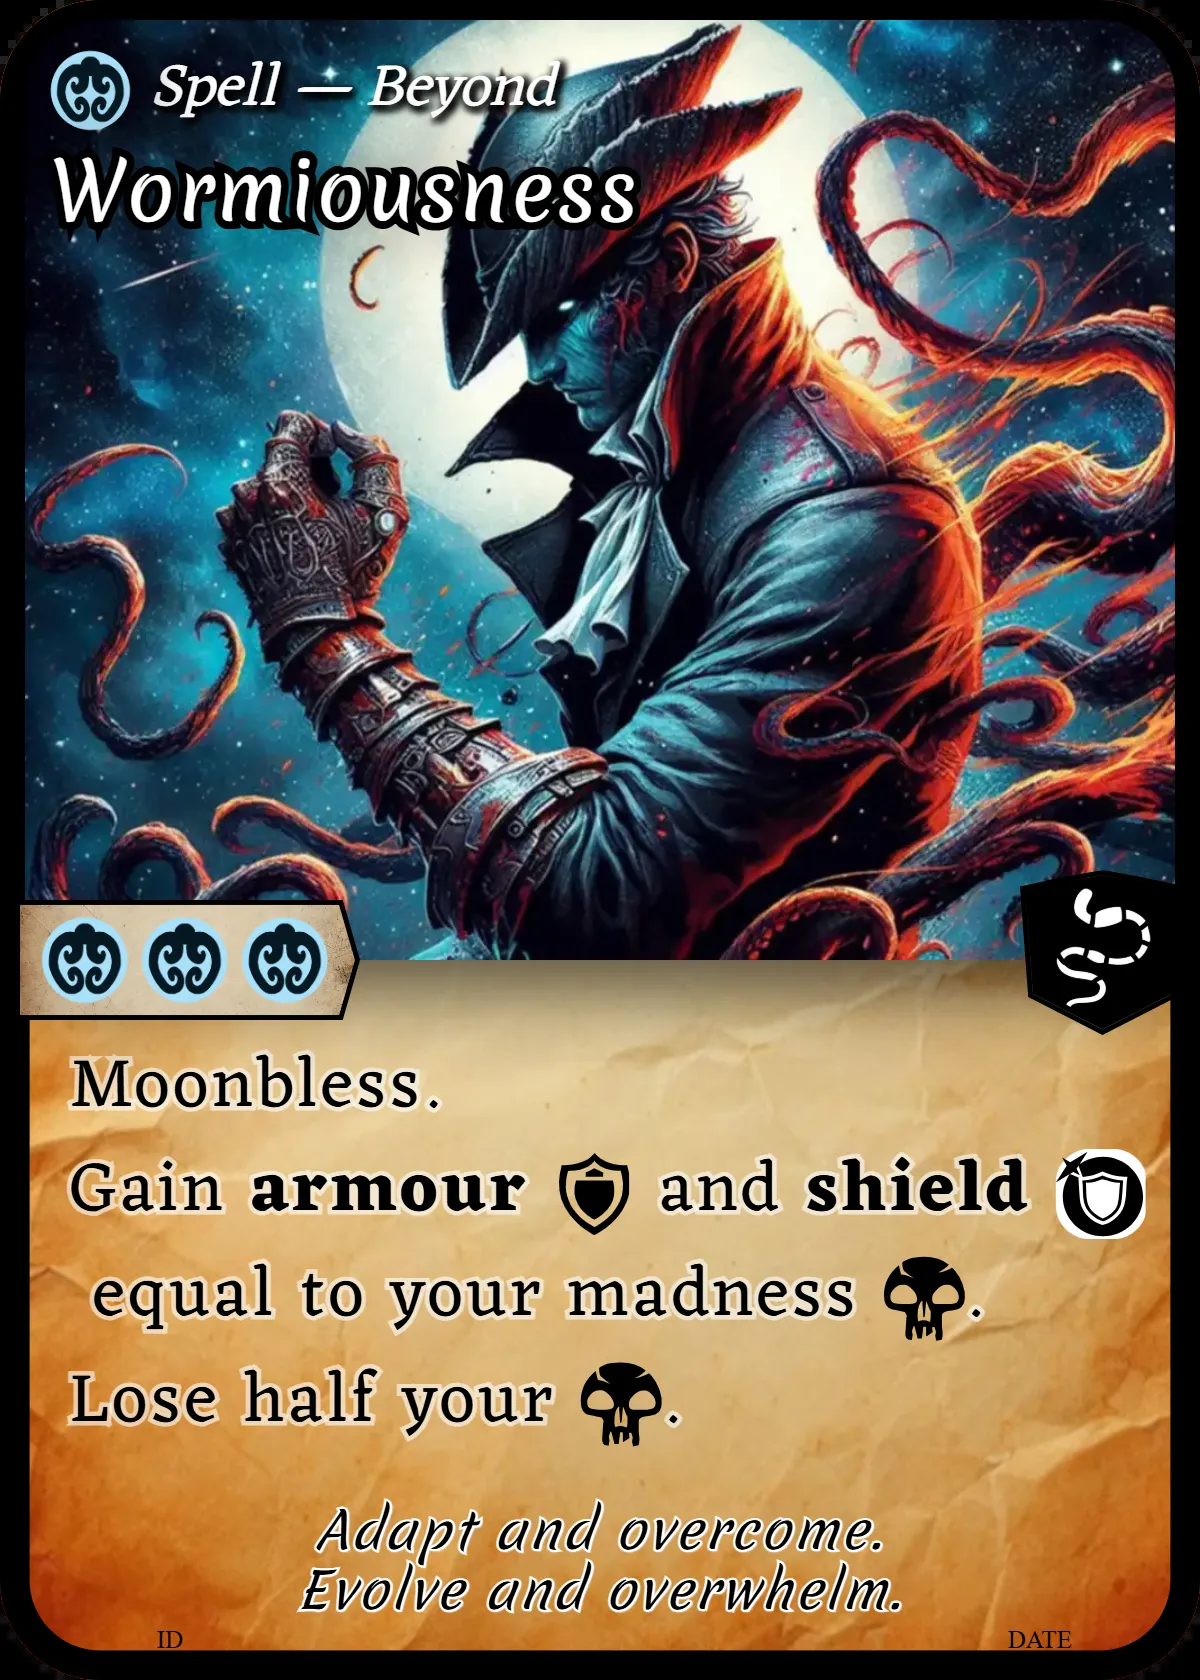 Spell — Beyond
Wormiousness
Moonbless.
Gain armour and shield
equal to your madness .
Lose half your .
Adapt and overcome.
Evolve and overwhelm.
ID DATE